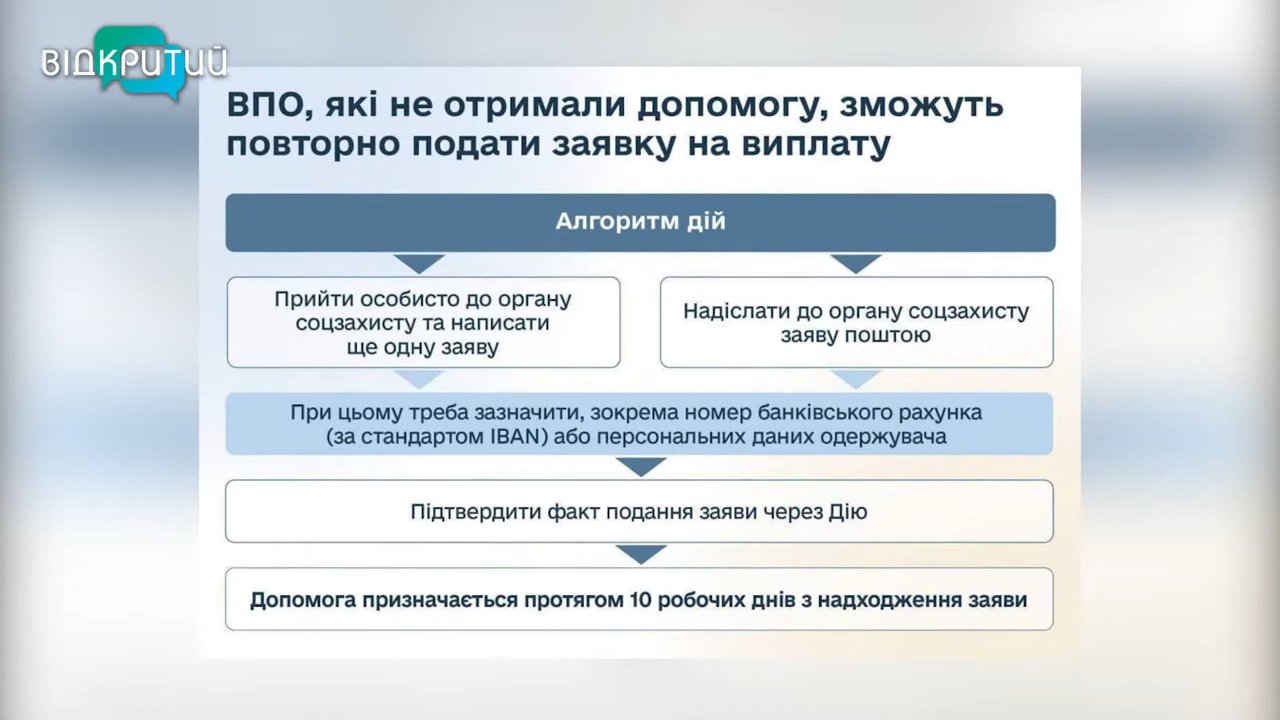 ВІДКРИТИЙ
ВПО, які не отримали допомогу, зможуть
повторно подати заявку на виплату
Алгоритм дій
Прийти особисто до органу
соцзахисту та написати
ще одну заяву
Надіслати до органу соцзахисту
заяву поштою
При цьому треба зазначити, зокрема номер банківського рахунка
(за стандартом IBAN) або персональних даних одержувача
Підтвердити факт подання заяви через Дію
Допомога призначається протягом 10 робочих днів з надходження заяви